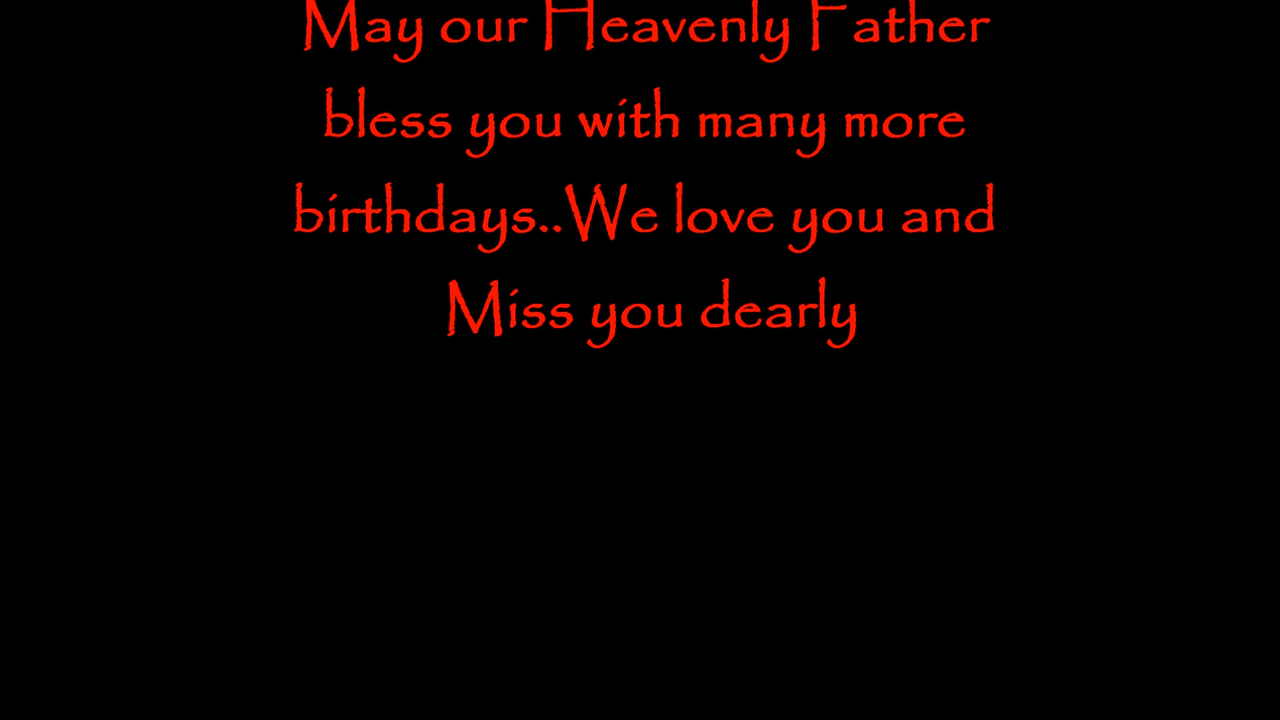 May our Heavenly Father
bless you with many more
birthdays..We love you and
Miss you dearly